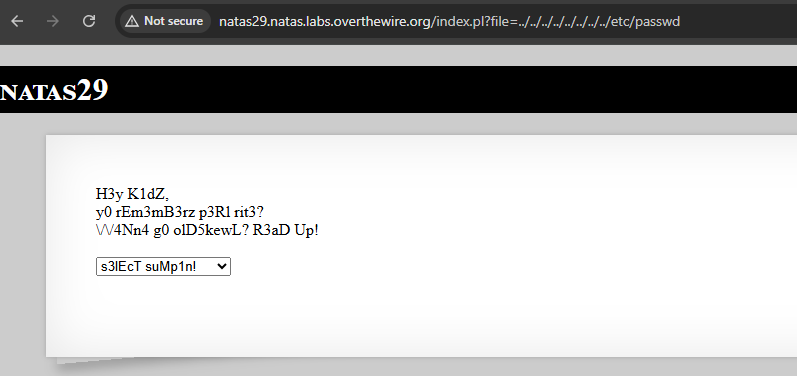 Not secure natas29.natas.labs.overthewire.org/index.pl?file=../../../../../../../../etc/passwd
NATAS29
H3y K1dZ,
y0 rEm3mB3rz p3Rl rit3?
\/\/4Nn4 g0 olD5kewL? R3aD Up!
s3lEcT suMp1n!